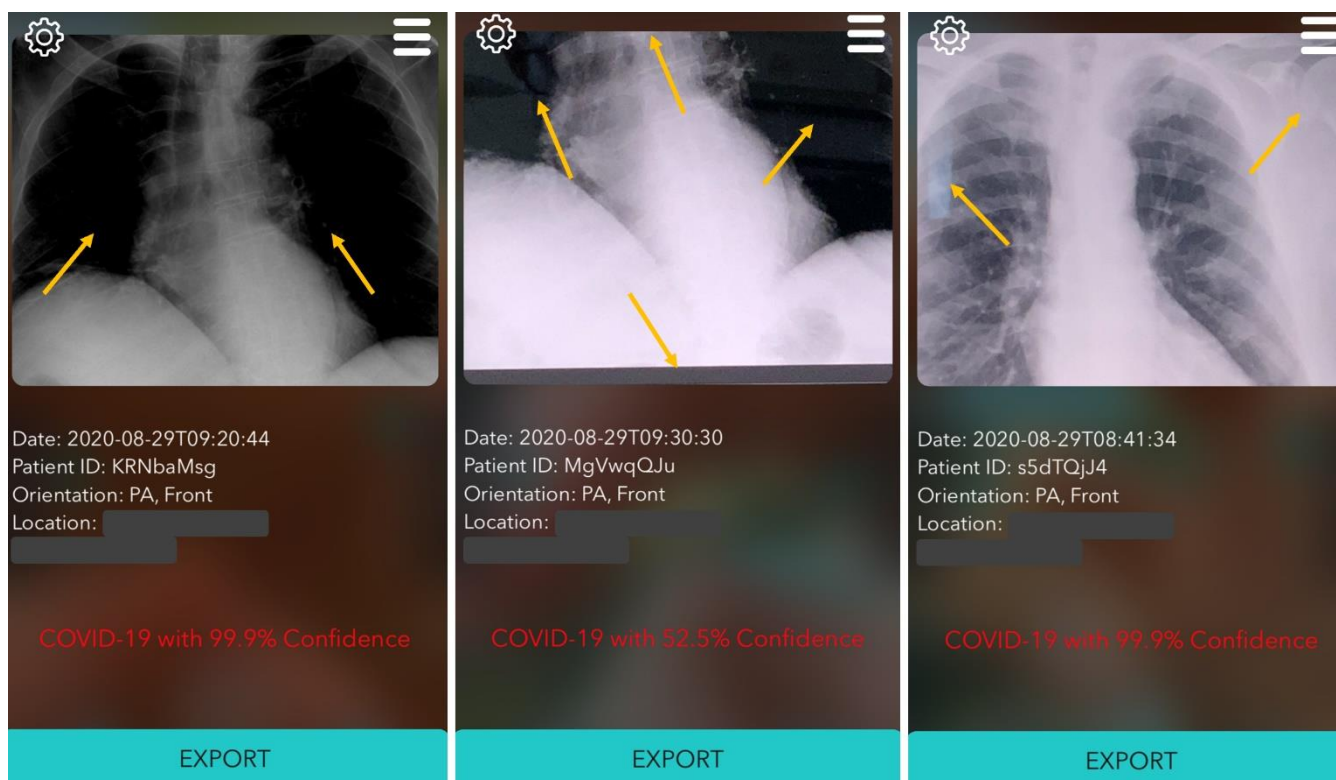 Date: 2020-08-29T09:20:44
Patient ID: KRNbaMsg
Orientation: PA, Front
Location:
COVID-19 with 99.9% Confidence
EXPORT
Date: 2020-08-29T09:30:30
Patient ID: MgVwqQJu
Orientation: PA, Front
Location:
COVID-19 with 52.5% Confidence
EXPORT
Date: 2020-08-29T08:41:34
Patient ID: s5dTQjJ4
Orientation: PA, Front
Location:
COVID-19 with 99.9% Confidence
EXPORT